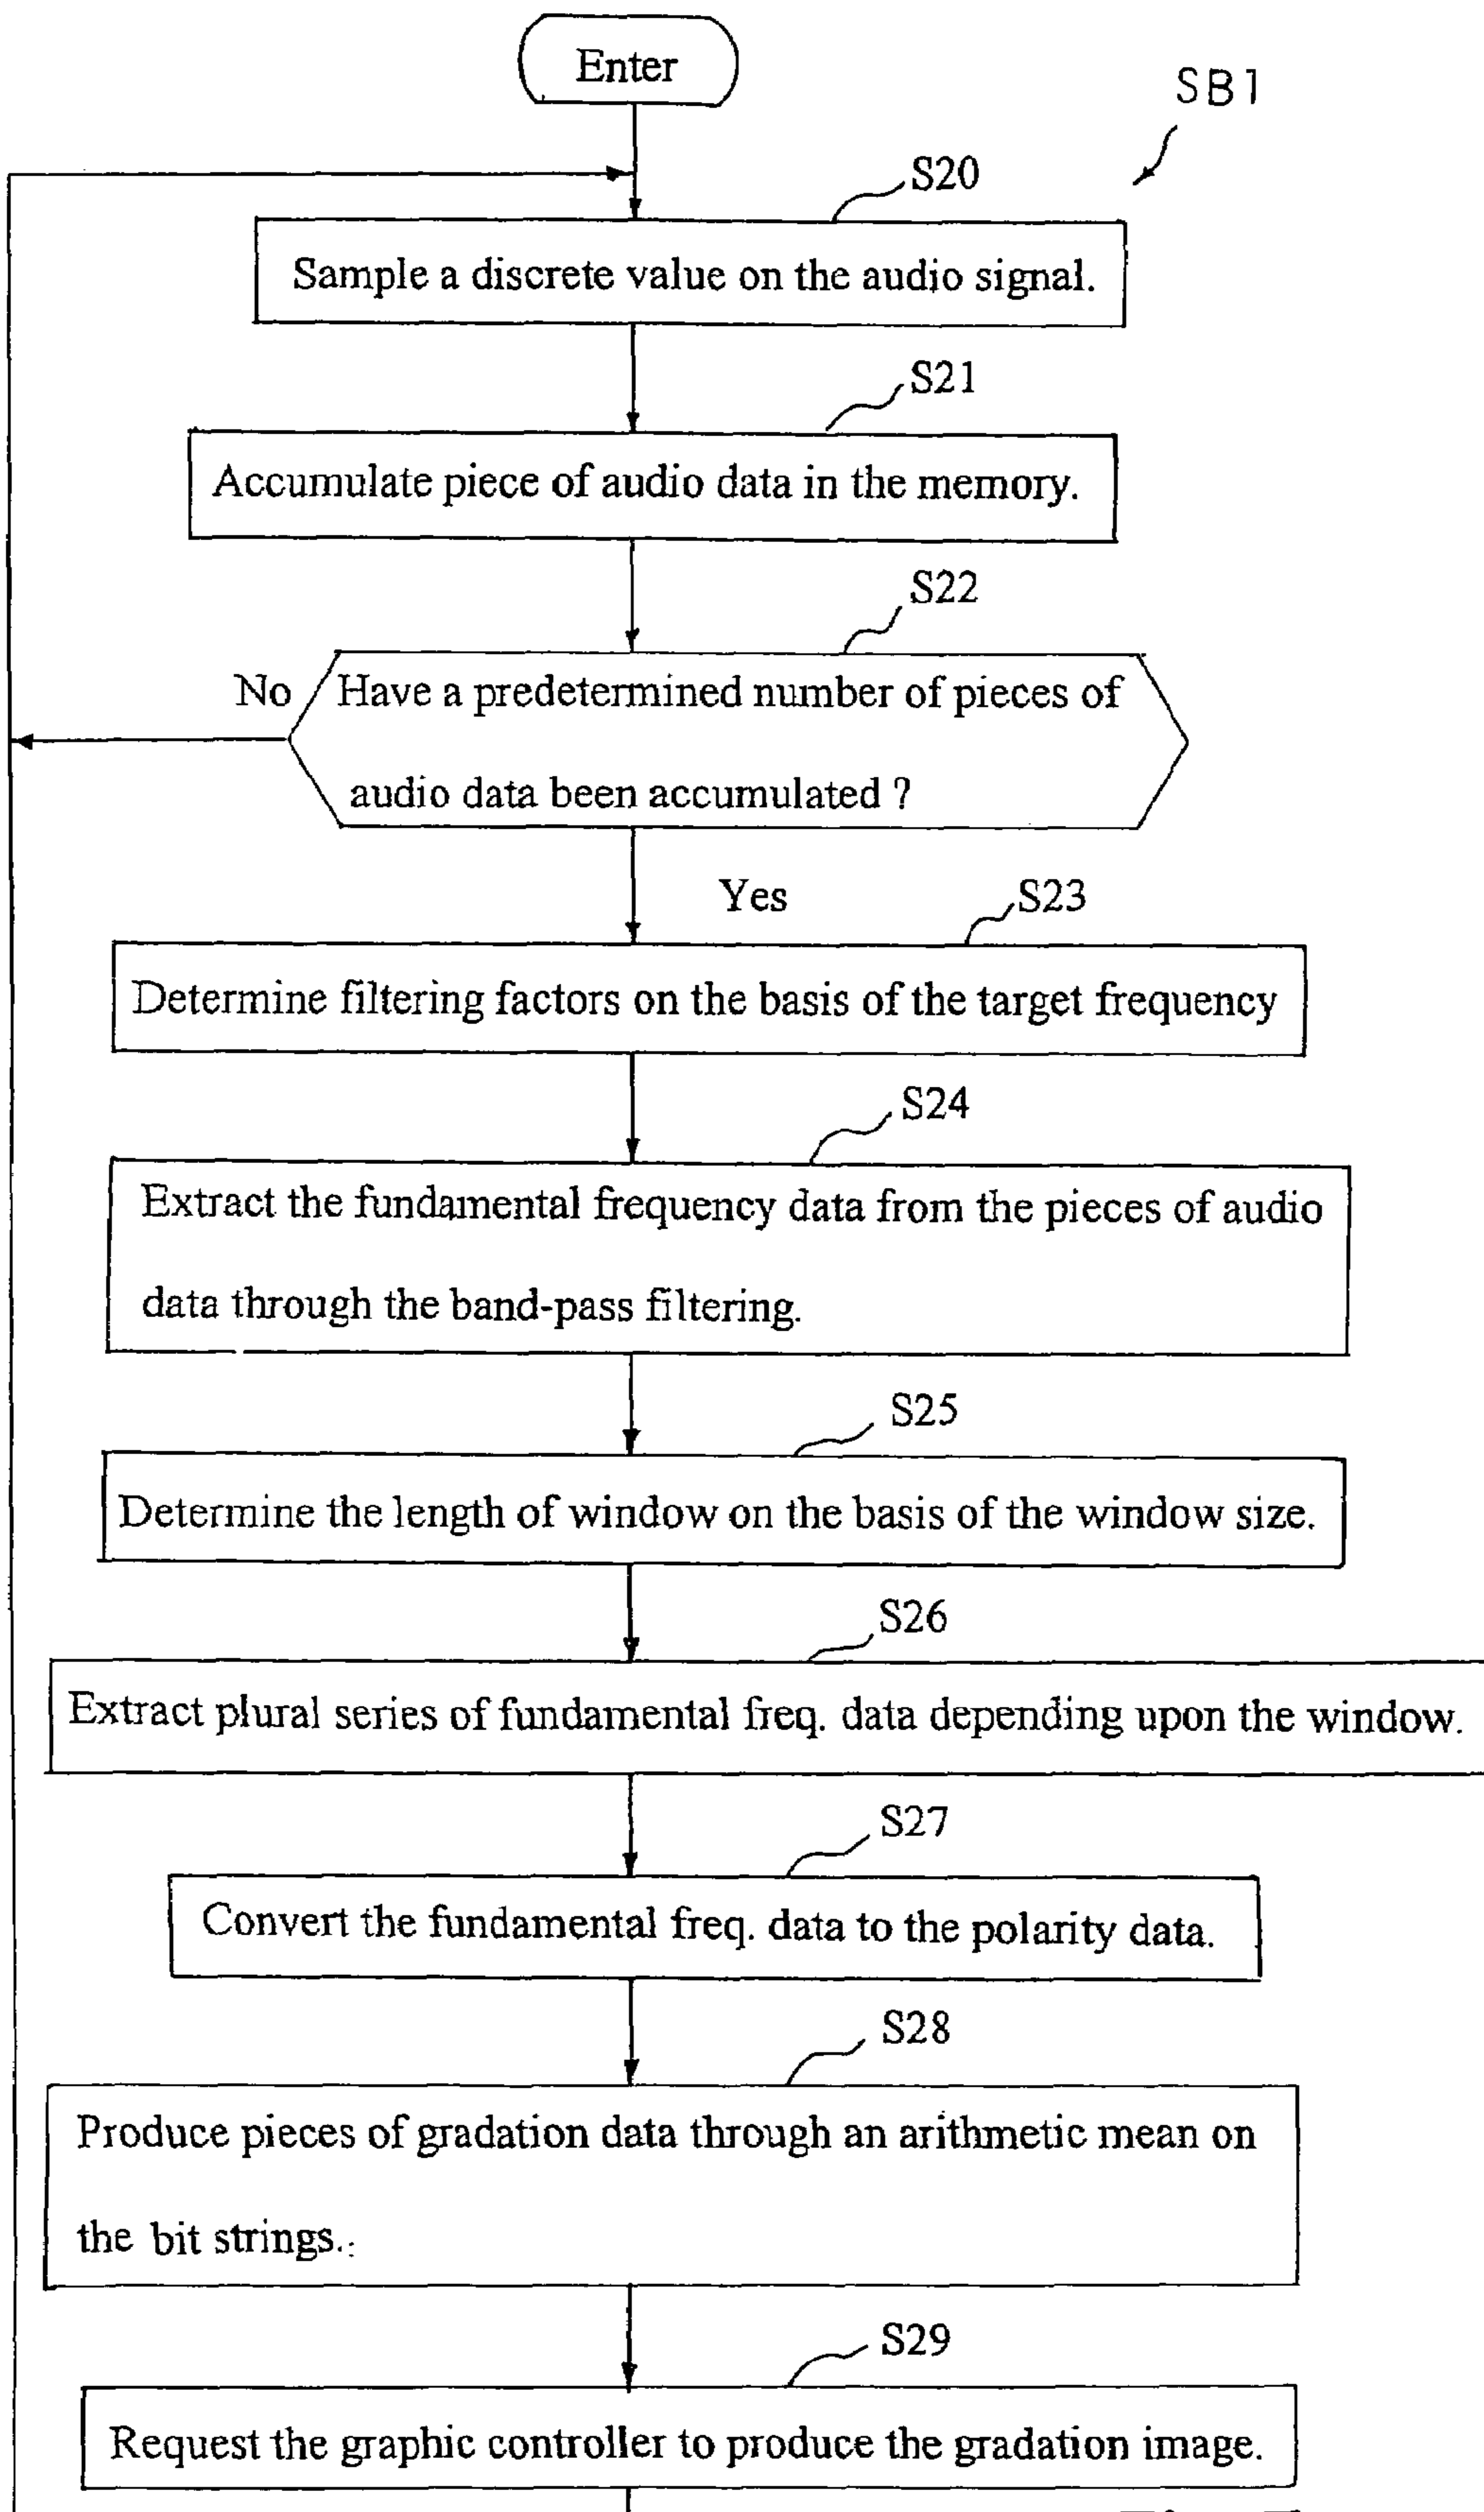 Enter
SB1
S20
Sample a discrete value on the audio signal.
S21
Accumulate piece of audio data in the memory.
S22
No
Have a predetermined number of pieces of
audio data been accumulated ?
Yes
S23
Determine filtering factors on the basis of the target frequency
S24
Extract the fundamental frequency data from the pieces of audio
data through the band-pass filtering.
S25
Determine the length of window on the basis of the window size.
S26
Extract plural series of fundamental freq. data depending upon the window.
S27
Convert the fundamental freq. data to the polarity data.
S28
Produce pieces of gradation data through an arithmetic mean on
the bit strings.
S29
Request the graphic controller to produce the gradation image.